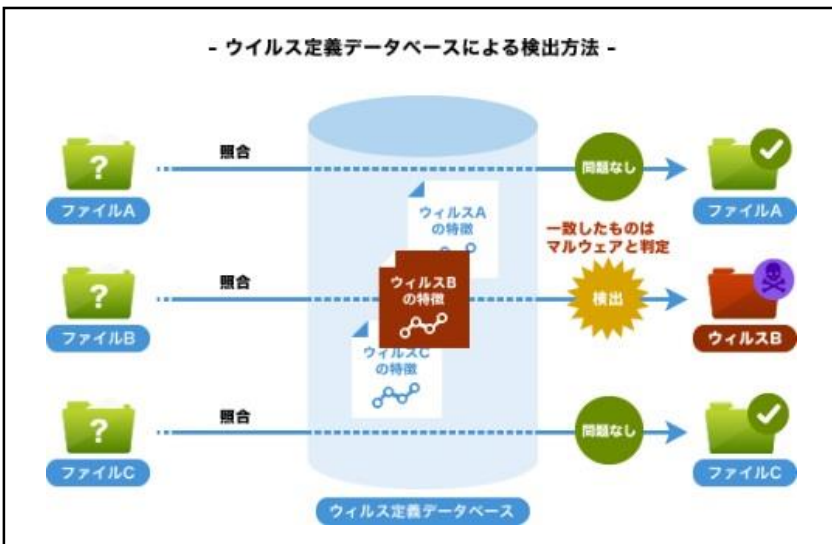 - ウイルス定義データベースによる検出方法 -
?
照合
問題なし
ファイルA
ファイルA
ウィルスA
の特徴
一致したものは
マルウェアと判定
?
照合
ウィルスB
の特徴
検出
ファイルB
ウィルスB
ウィルスC
の特徴
?
照合
問題なし
ファイルC
ファイルC
ウィルス定義データベース